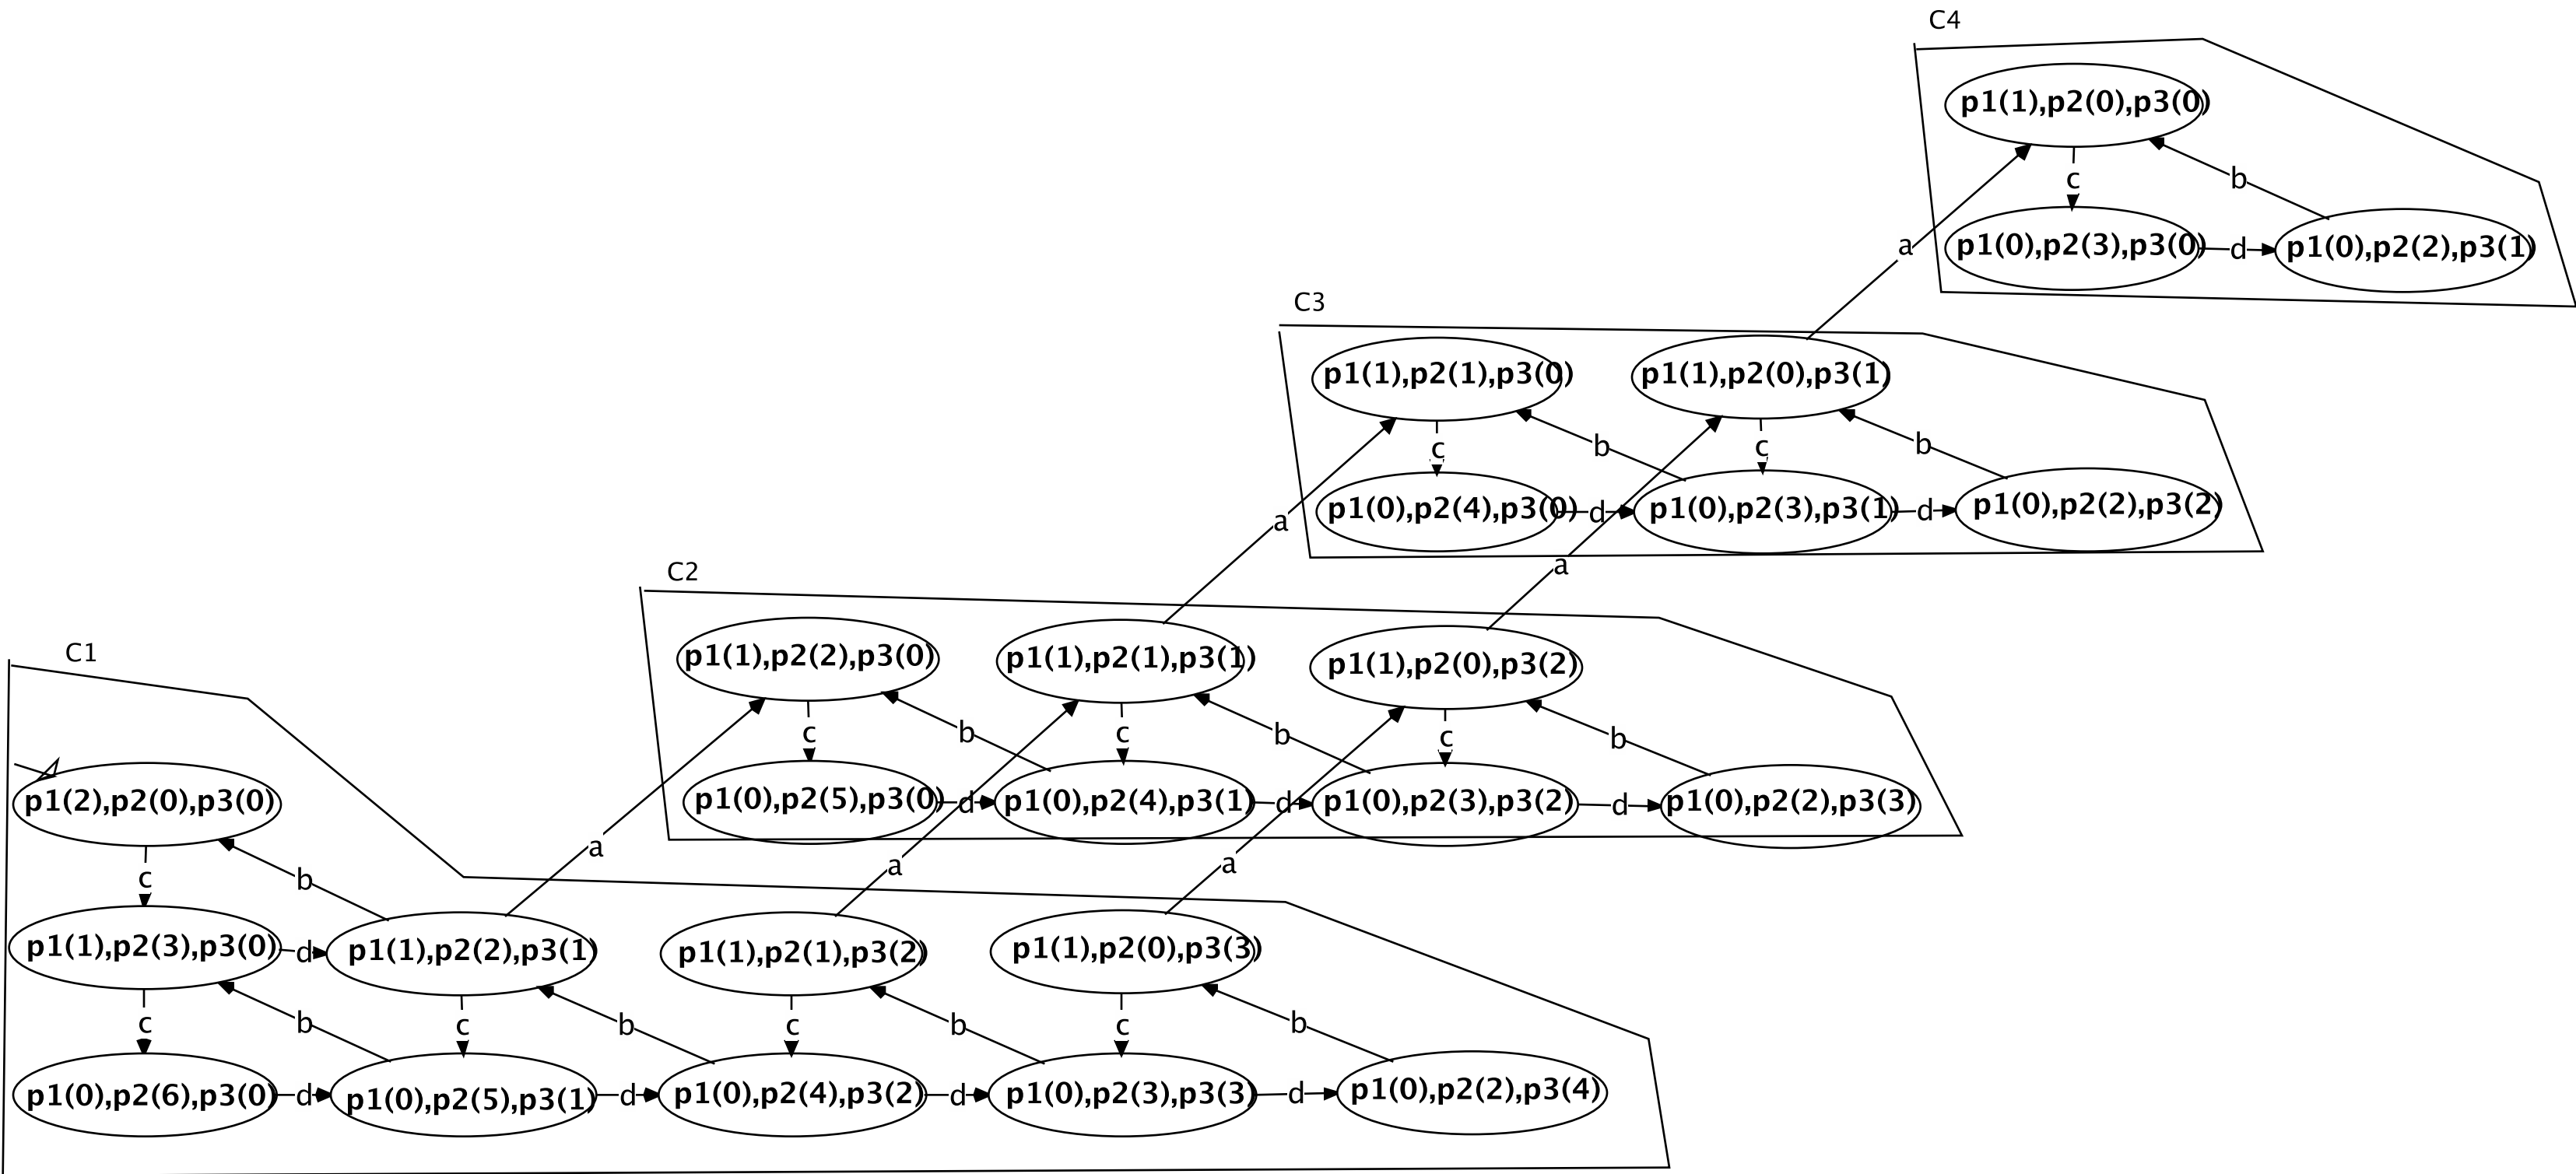 C4
p1(1),p2(0),p3(0)
c
b
p1(0),p2(3),p3(0)
d
p1(0),p2(2),p3(1)
a
C3
p1(1),p2(1),p3(0)
p1(1),p2(0),p3(1)
c
b
c
b
p1(0),p2(4),p3(0)
d
p1(0),p2(3),p3(1)
d
p1(0),p2(2),p3(2)
a
a
C2
p1(1),p2(2),p3(0)
p1(1),p2(1),p3(1)
p1(1),p2(0),p3(2)
c
b
c
b
c
b
p1(0),p2(5),p3(0)
d
p1(0),p2(4),p3(1)
d
p1(0),p2(3),p3(2)
d
p1(0),p2(2),p3(3)
a
a
a
C1
p1(2),p2(0),p3(0)
c
b
p1(1),p2(3),p3(0)
d
p1(1),p2(2),p3(1)
p1(1),p2(1),p3(2)
p1(1),p2(0),p3(3)
c
b
c
b
c
b
c
b
p1(0),p2(6),p3(0)
d
p1(0),p2(5),p3(1)
d
p1(0),p2(4),p3(2)
d
p1(0),p2(3),p3(3)
d
p1(0),p2(2),p3(4)